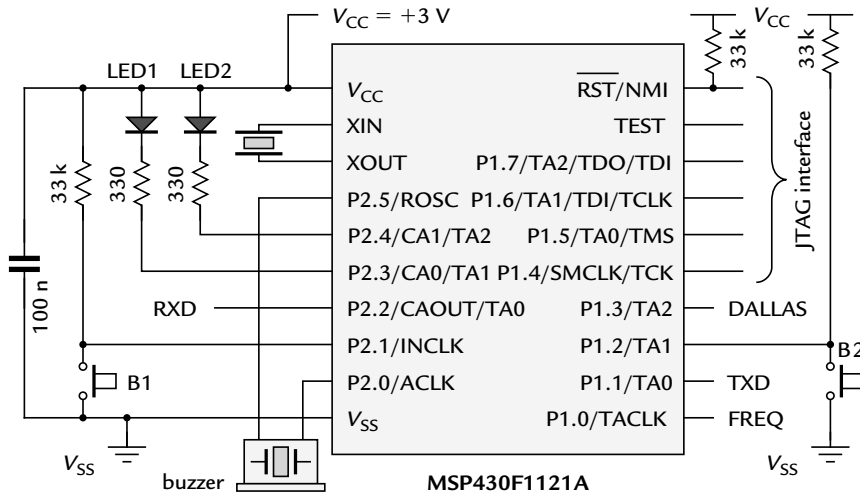 V_CC = +3 V
V_CC
LED1
LED2
33 k
33 k
33 k
330
330
100 n
V_CC
XIN
XOUT
P2.5/ROSC
P2.4/CA1/TA2
P2.3/CA0/TA1
P2.2/CAOUT/TA0
P2.1/INCLK
P2.0/ACLK
V_SS
RST/NMI
TEST
P1.7/TA2/TDO/TDI
P1.6/TA1/TDI/TCLK
P1.5/TA0/TMS
P1.4/SMCLK/TCK
P1.3/TA2
P1.2/TA1
P1.1/TA0
P1.0/TACLK
JTAG interface
RXD
DALLAS
TXD
FREQ
B1
B2
V_SS
V_SS
buzzer
MSP430F1121A